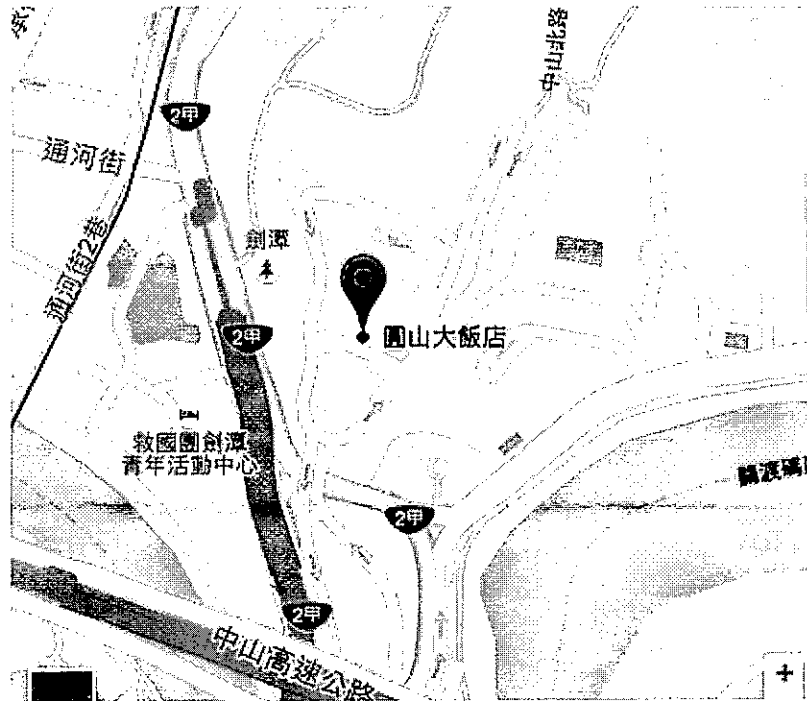 中山北路
2甲
通河街
通河街2巷
劍潭
2甲
圓山大飯店
救國團劍潭
青年活動中心
2甲
2甲
中山高速公路
+